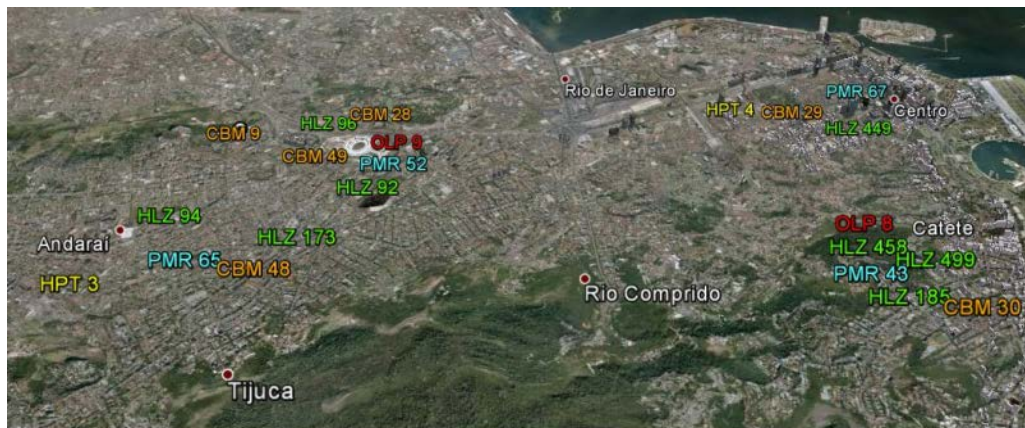 Rio de Janeiro
PMR 67
HPT 4
CBM 29
Centro
HLZ 449
CBM 28
HLZ 96
CBM 9
OLP 9
CBM 49
PMR 52
HLZ 92
HLZ 94
Andarai
HLZ 173
PMR 65
CBM 48
HPT 3
OLP 8
Catete
HLZ 458
HLZ 499
PMR 43
HLZ 185
CBM 30
Rio Comprido
Tijuca